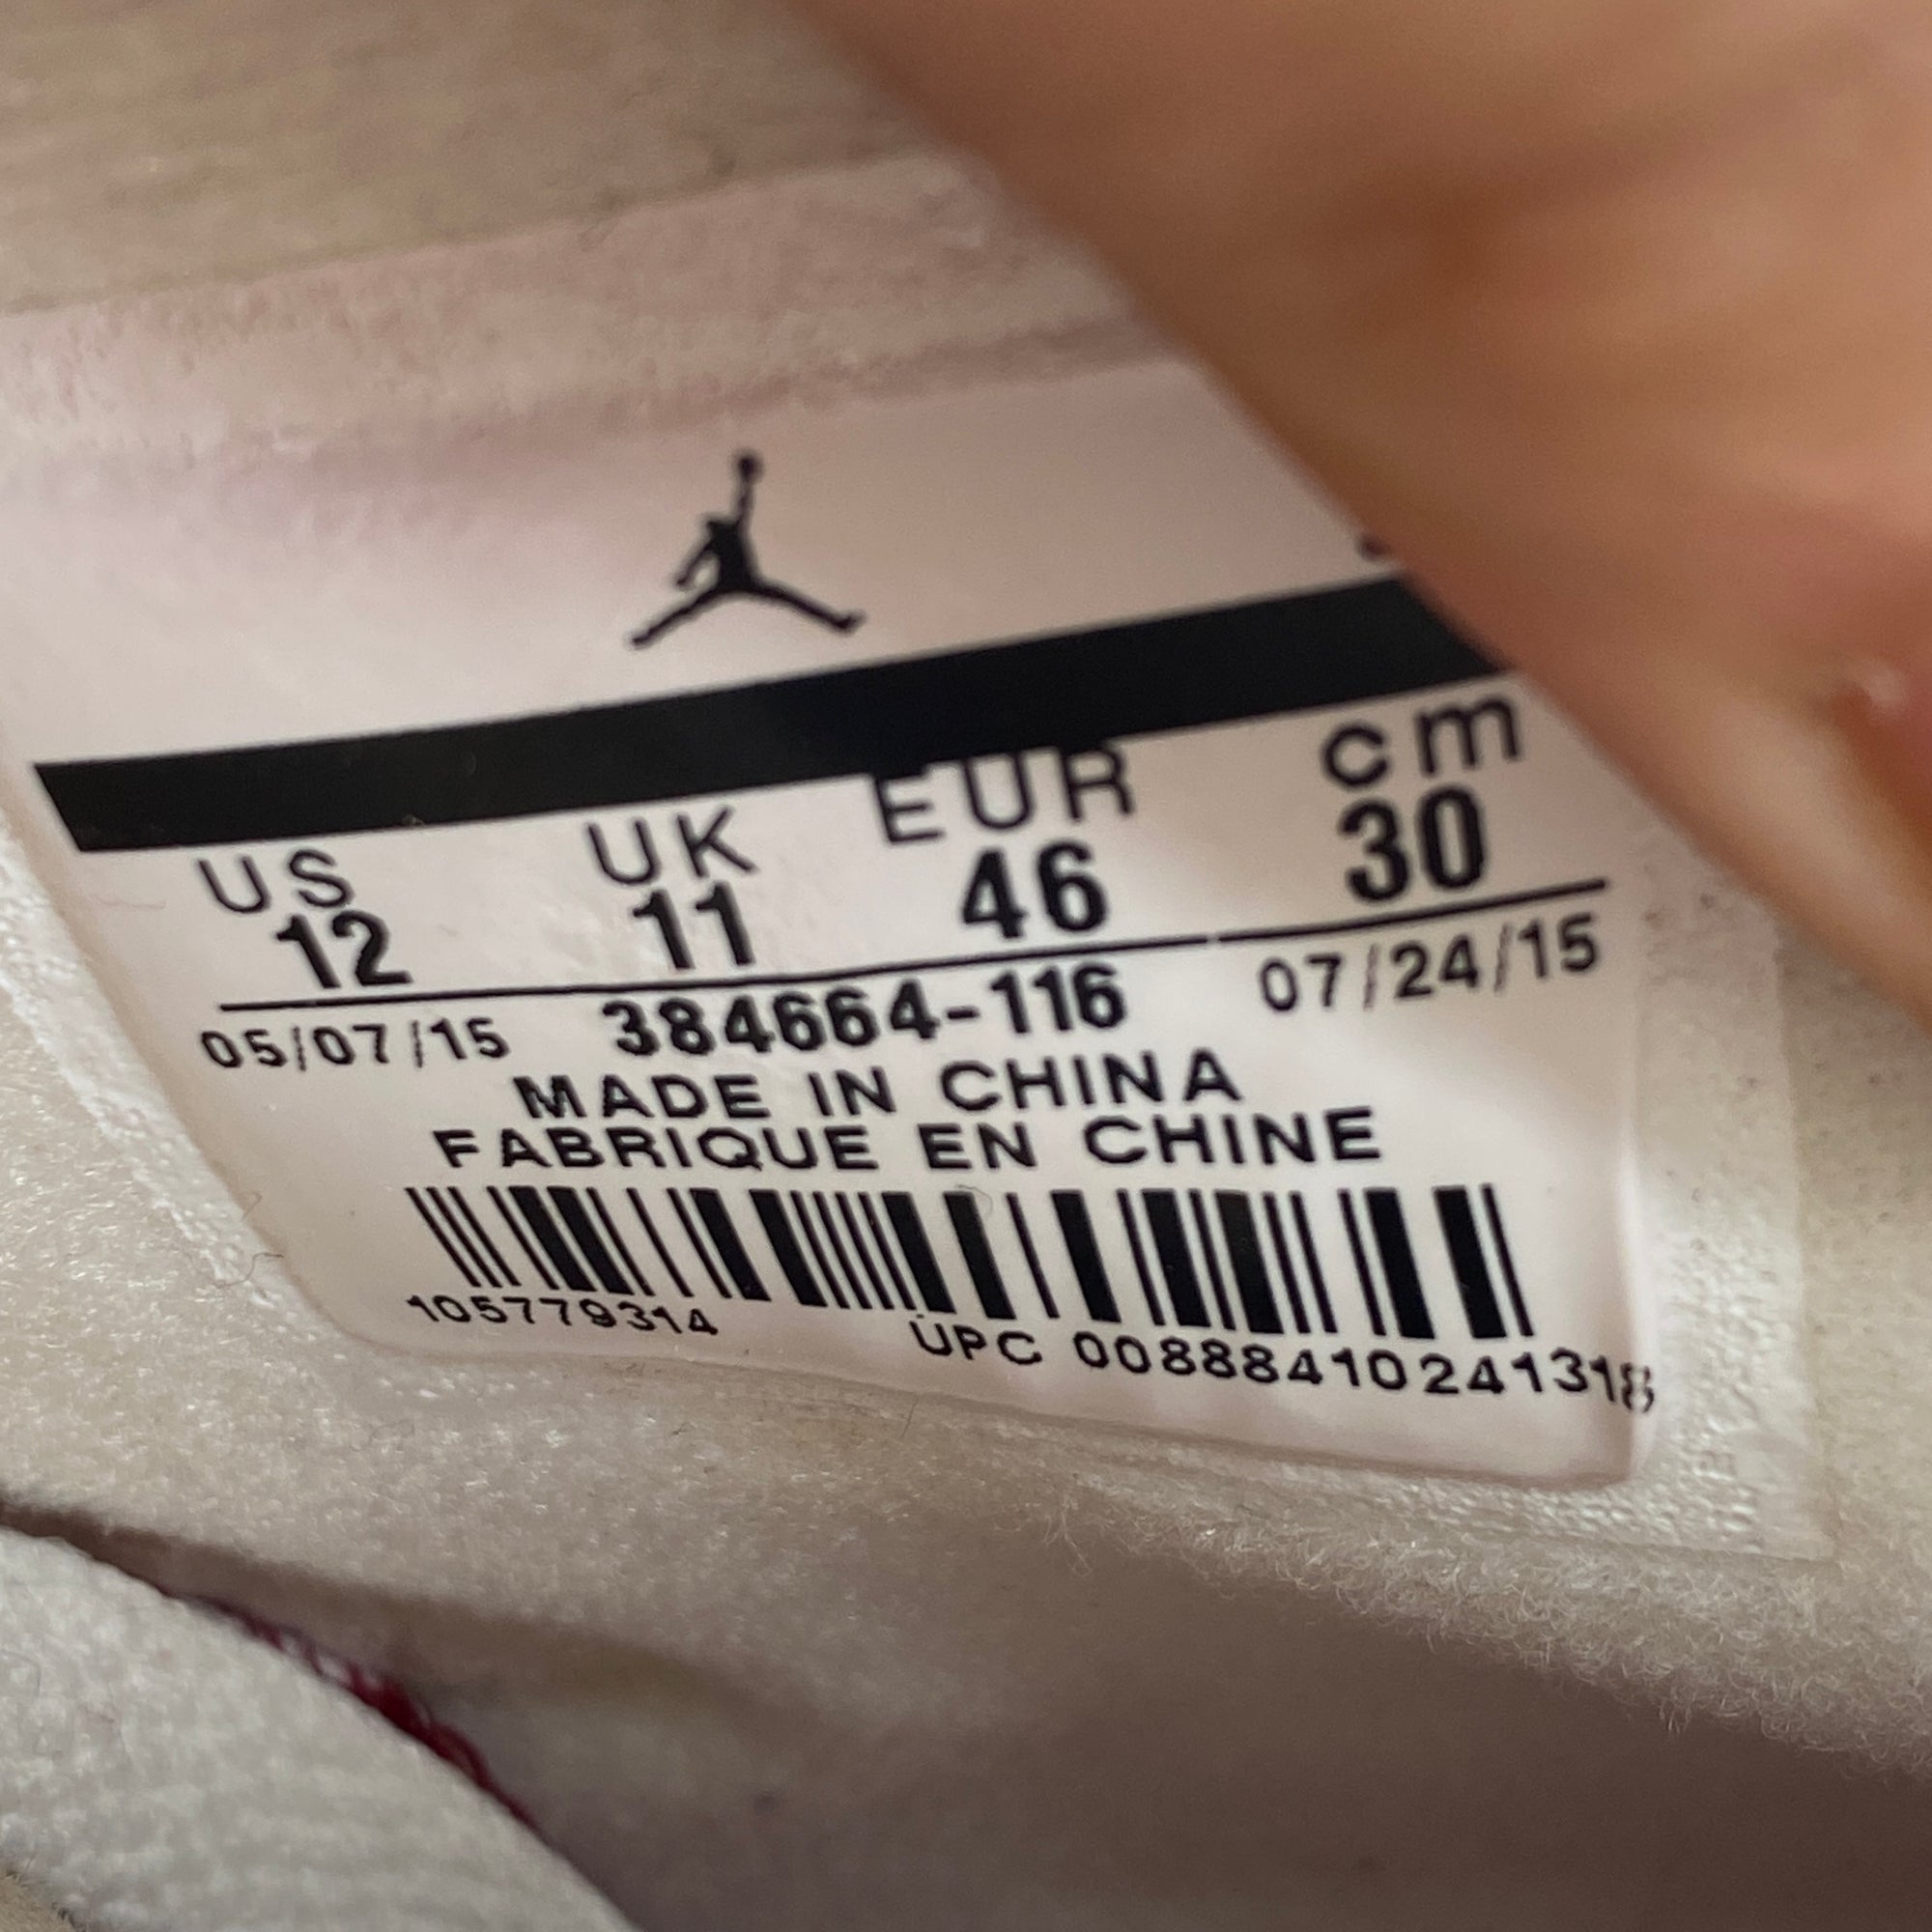 US UK EUR cm
12 11 46 30
05/07/15 384664-116 07/24/15
MADE IN CHINA
FABRIQUE EN CHINE
105779314 UPC 00888410241318